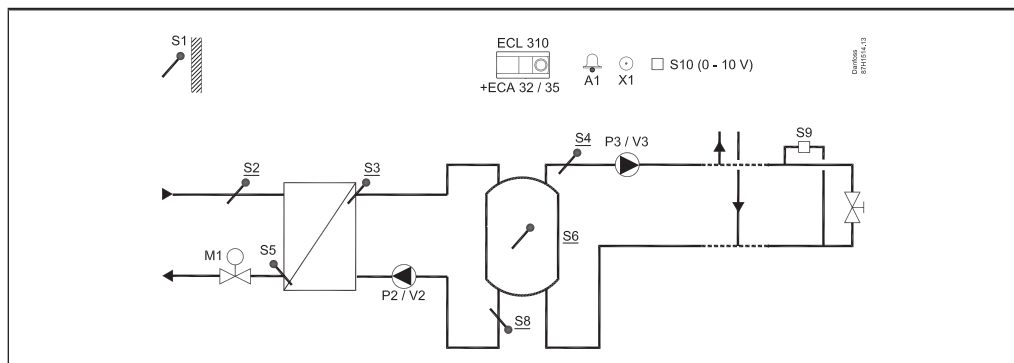 S1
ECL 310
+ECA 32 / 35
A1
X1
S10 (0 - 10 V)
Danfoss
87H1514.13
S2
S3
S4
P3 / V3
S9
S6
M1
S5
P2 / V2
S8